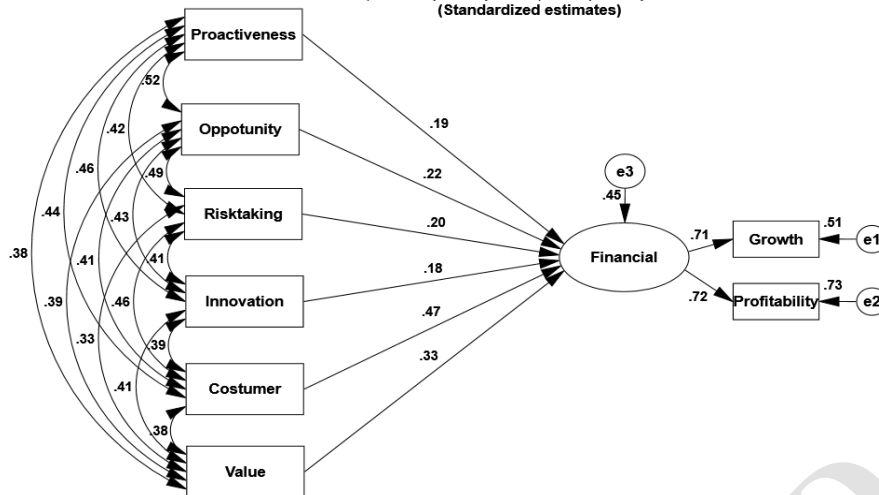 (Standardized estimates)
Proactiveness
.52
.19
Oppotunity
.42
.22
e3
.46
.49
.45
Risktaking
.44
.43
.20
.71
.51
Growth
e1
.38
.41
.41
.18
Financial
.39
.46
Innovation
.72
.73
Profitability
e2
.33
.39
.47
.41
Costumer
.33
.38
Value